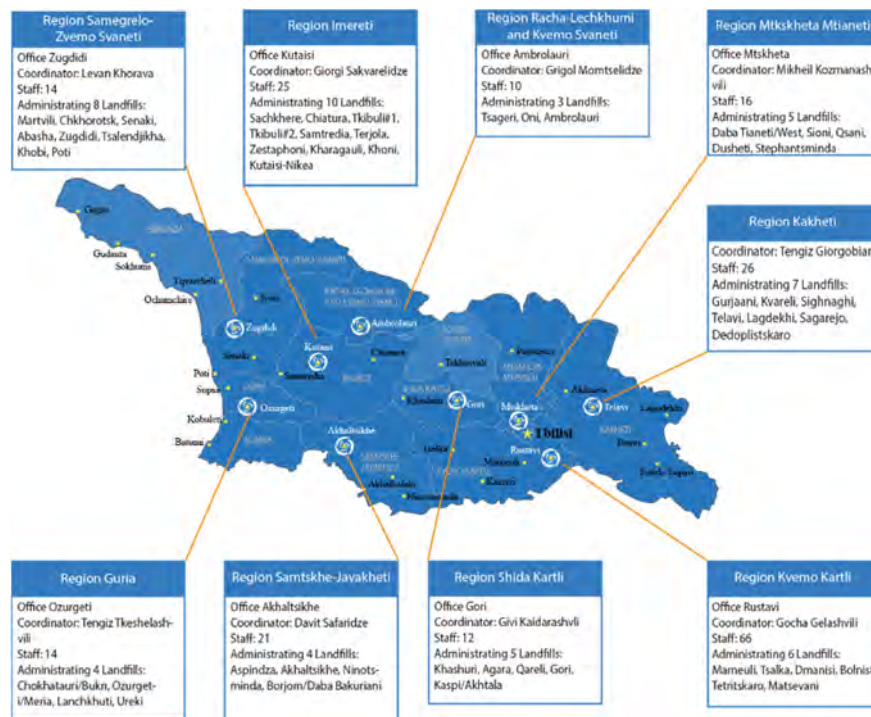 Region Samegrelo-
Zvemo Svaneti
Office Zugdidi
Coordinator: Levan Khorava
Staff: 14
Administrating 8 Landfills:
Martvili, Chkhorotsk, Senaki,
Abasha, Zugdidi, Tsalendjikha,
Khobi, Poti
Region Imereti
Office Kutaisi
Coordinator: Giorgi Sakvarelidze
Staff: 25
Administrating 10 Landfills:
Sachkhere, Chiatura, Tkibuli#1,
Tkibuli#2, Samtredia, Terjola,
Zestaphoni, Kharagauli, Khoni,
Kutaisi-Nikea
Region Racha-Lechkhumi
and Kvemo Svaneti
Office Ambrolauri
Coordinator: Grigol Momtselidze
Staff: 10
Administrating 3 Landfills:
Tsageri, Oni, Ambrolauri
Region Mtkskheta Mtianeti
Office Mtskheta
Coordinator: Mikheil Kozmanash-
vili
Staff: 16
Administrating 5 Landfills:
Daba Tianeti/West, Sioni, Qsani,
Dusheti, Stephantsminda
Region Kakheti
Coordinator: Tengiz Giorgobian
Staff: 26
Administrating 7 Landfills:
Gurjaani, Kvareli, Sighnaghi,
Telavi, Lagdekhi, Sagarejo,
Dedoplistskaro
Gudauta
Sokhumi
Ochamchire
Zugdidi
Ambrolauri
Kutaisi
Senaki
Samtredia
Poti
Supsa
Ozurgeti
Kobuleti
Batumi
Akhaltsikhe
Tskhinvali
Khashuri
Gori
Mtskheta
Tbilisi
Rustavi
Akhmeta
Telavi
Lagodekhi
KAKHETI
Akhalkalaki
Ninotsminda
Region Guria
Office Ozurgeti
Coordinator: Tengiz Tkeshelash-
vili
Staff: 14
Administrating 4 Landfills:
Chokhatauri/Bukn, Ozurget-
i/Meria, Lanchkhuti, Ureki
Region Samtskhe-Javakheti
Office Akhaltsikhe
Coordinator: Davit Safaridze
Staff: 21
Administrating 4 Landfills:
Aspindza, Akhaltsikhe, Ninots-
minda, Borjom/Daba Bakuriani
Region Shida Kartli
Office Gori
Coordinator: Givi Kaidarashvli
Staff: 12
Administrating 5 Landfills:
Khashuri, Agara, Qareli, Gori,
Kaspi/Akhtala
Region Kvemo Kartli
Office Rustavi
Coordinator: Gocha Gelashvili
Staff: 66
Administrating 6 Landfills:
Marneuli, Tsalka, Dmanisi, Bolnisi
Tetritskaro, Matsevani